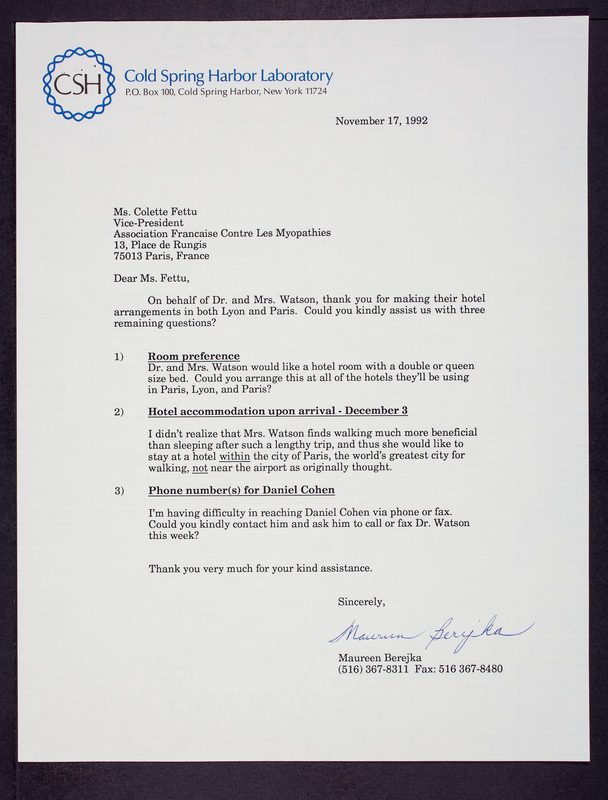 CSH
Cold Spring Harbor Laboratory
P.O. Box 100, Cold Spring Harbor, New York 11724
November 17, 1992
Ms. Colette Fettu
Vice-President
Association Francaise Contre Les Myopathies
13, Place de Rungis
75013 Paris, France
Dear Ms. Fettu,
On behalf of Dr. and Mrs. Watson, thank you for making their hotel
arrangements in both Lyon and Paris. Could you kindly assist us with three
remaining questions?
1) Room preference
Dr. and Mrs. Watson would like a hotel room with a double or queen
size bed. Could you arrange this at all of the hotels they'll be using
in Paris, Lyon, and Paris?
2) Hotel accommodation upon arrival - December 3
I didn't realize that Mrs. Watson finds walking much more beneficial
than sleeping after such a lengthy trip, and thus she would like to
stay at a hotel within the city of Paris, the world's greatest city for
walking, not near the airport as originally thought.
3) Phone number(s) for Daniel Cohen
I'm having difficulty in reaching Daniel Cohen via phone or fax.
Could you kindly contact him and ask him to call or fax Dr. Watson
this week?
Thank you very much for your kind assistance.
Sincerely,
Maureen Berejka
Maureen Berejka
(516) 367-8311 Fax: 516 367-8480